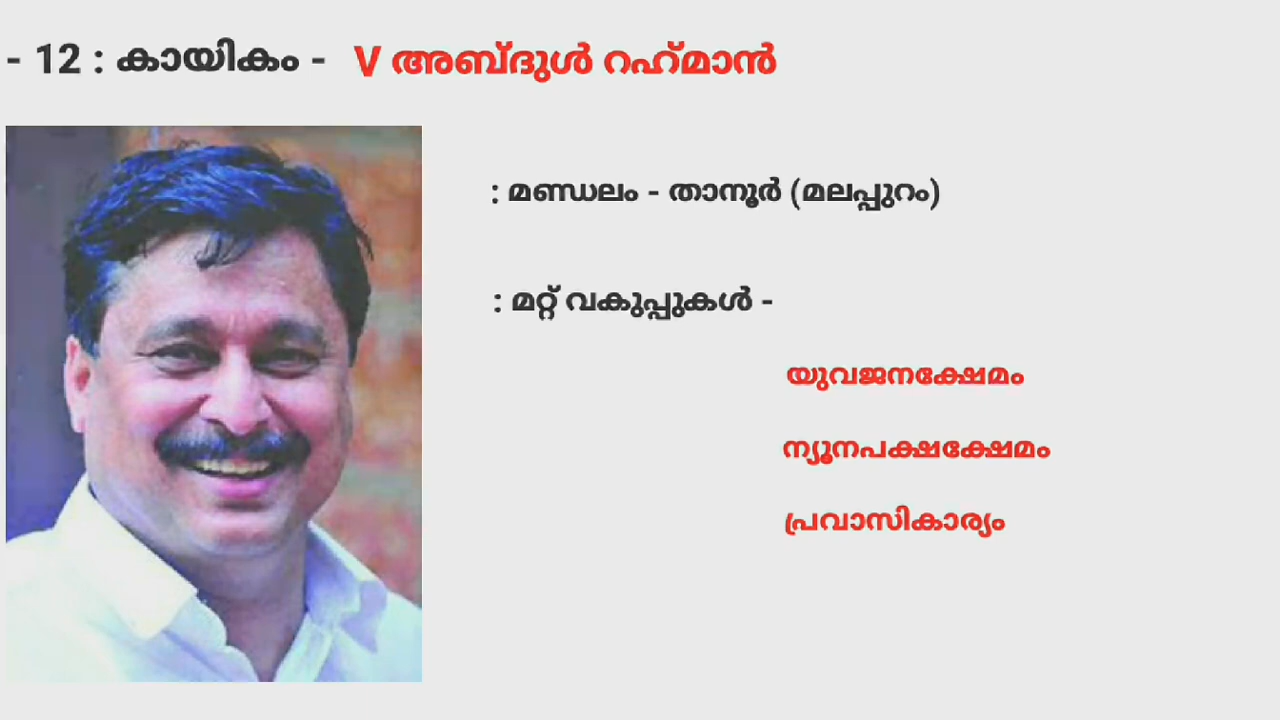 - 12 : കായികം - V അബ്ദുൾ റഹ്മാൻ
: മണ്ഡലം - താനൂർ (മലപ്പുറം)
: മറ്റ് വകുപ്പുകൾ -
യുവജനക്ഷേമം
ന്യൂനപക്ഷക്ഷേമം
പ്രവാസികാര്യം